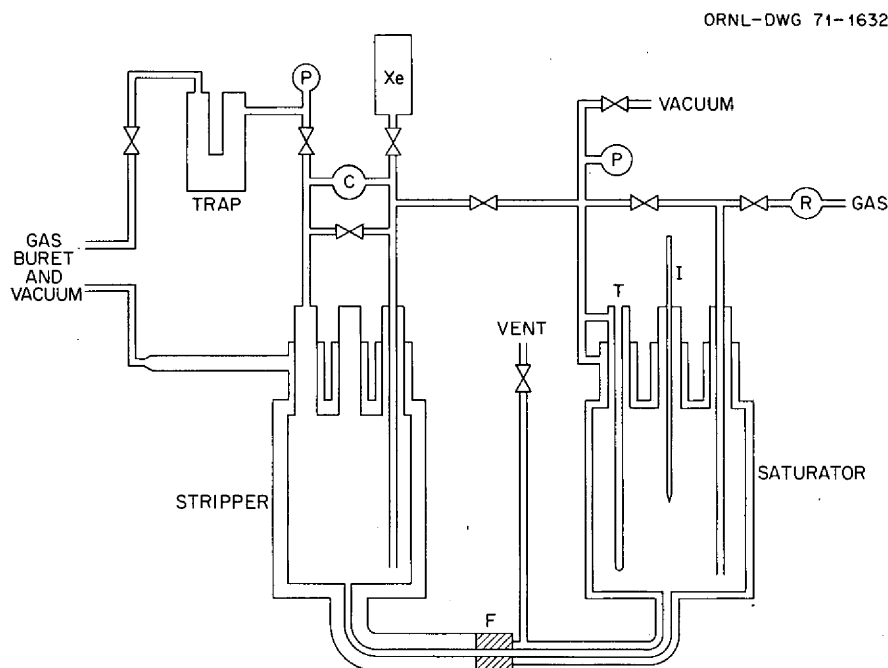 ORNL-DWG 71-1632
P
Xe
VACUUM
P
C
TRAP
R
GAS
GAS
BURET
AND
VACUUM
T
I
VENT
STRIPPER
SATURATOR
F